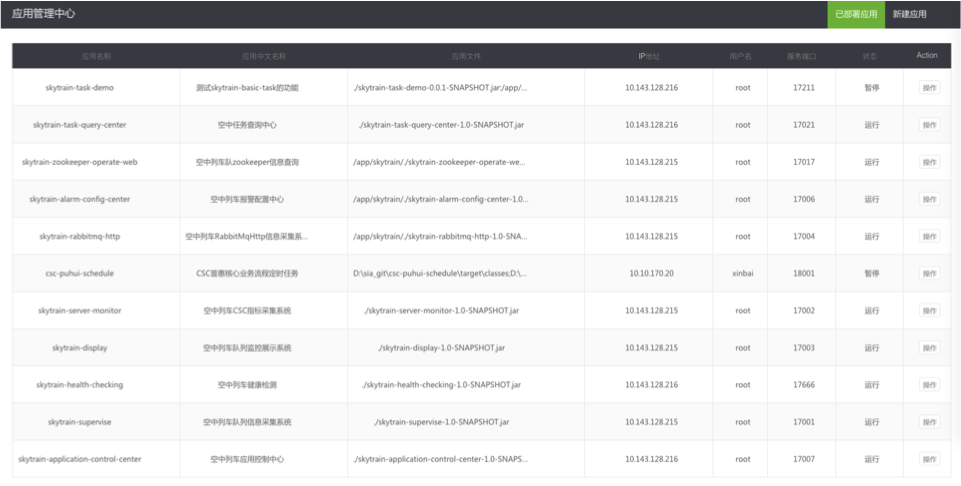 应用管理中心 已部署应用 新建应用
应用名称 应用中文名称 应用文件 IP地址 用户名 服务端口 状态 Action
skytrain-task-demo 测试skytrain-basic-task的功能 ./skytrain-task-demo-0.0.1-SNAPSHOT.jar:/app/... 10.143.128.216 root 17211 暂停 操作
skytrain-task-query-center 空中任务查询中心 ./skytrain-task-query-center-1.0-SNAPSHOT.jar 10.143.128.216 root 17021 运行 操作
skytrain-zookeeper-operate-web 空中列车队zookeeper信息查询 /app/skytrain/./skytrain-zookeeper-operate-we... 10.143.128.215 root 17017 运行 操作
skytrain-alarm-config-center 空中列车报警配置中心 /app/skytrain/./skytrain-alarm-config-center-1.0... 10.143.128.215 root 17006 运行 操作
skytrain-rabbitmq-http 空中列车RabbitMqHttp信息采集系... /app/skytrain/./skytrain-rabbitmq-http-1.0-SNA... 10.143.128.215 root 17004 运行 操作
csc-puhui-schedule CSC普惠核心业务流程定时任务 D:\sia_git\csc-puhui-schedule\target\classes;D:\... 10.10.170.20 xinbai 18001 暂停 操作
skytrain-server-monitor 空中列车CSC指标采集系统 ./skytrain-server-monitor-1.0-SNAPSHOT.jar 10.143.128.215 root 17002 运行 操作
skytrain-display 空中列车队列监控展示系统 ./skytrain-display-1.0-SNAPSHOT.jar 10.143.128.215 root 17003 运行 操作
skytrain-health-checking 空中列车健康检测 ./skytrain-health-checking-1.0-SNAPSHOT.jar 10.143.128.216 root 17666 运行 操作
skytrain-supervise 空中列车队列信息采集系统 ./skytrain-supervise-1.0-SNAPSHOT.jar 10.143.128.215 root 17001 运行 操作
skytrain-application-control-center 空中列车应用控制中心 ./skytrain-application-control-center-1.0-SNAPS... 10.143.128.216 root 17007 运行 操作